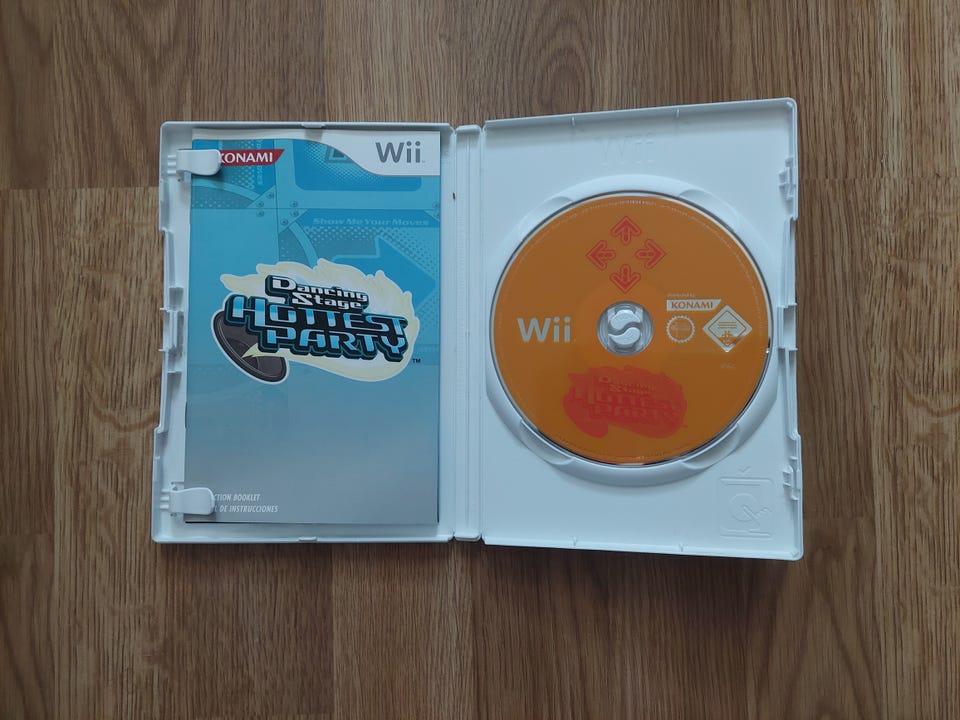 KONAMI
Wii
Show Me Your Moves
Dancing
Stage
HOTTEST
PARTY
TM
CTION BOOKLET
L DE INSTRUCCIONES
Wii
Wii
KONAMI
Dancing
Stage
HOTTEST
PARTY